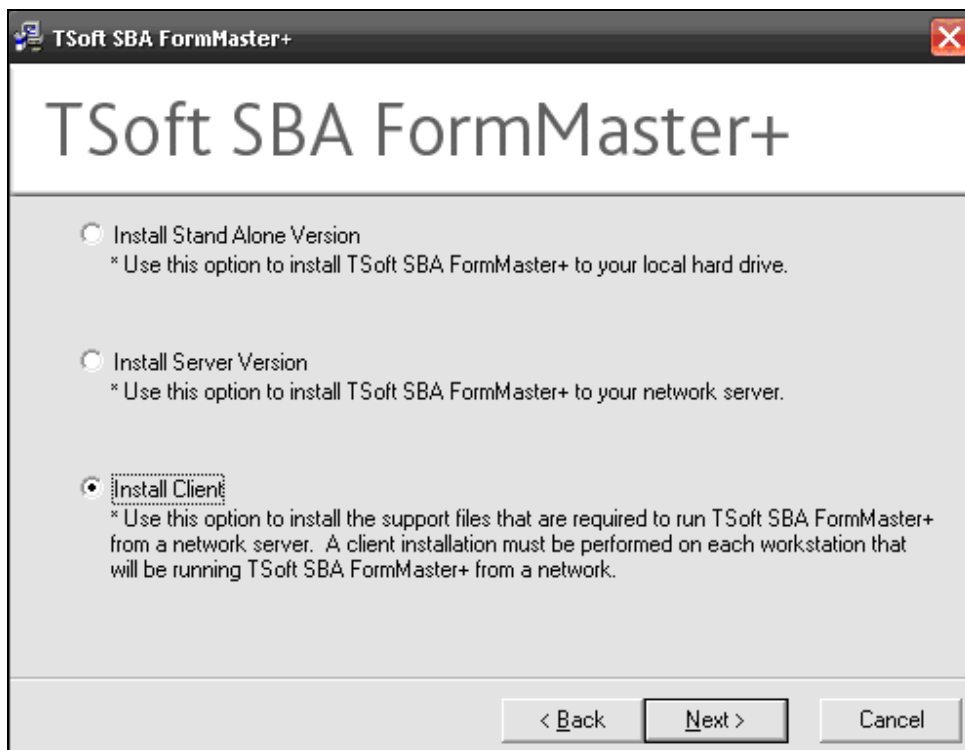 TSoft SBA FormMaster+
TSoft SBA FormMaster+
Install Stand Alone Version
* Use this option to install TSoft SBA FormMaster+ to your local hard drive.
Install Server Version
* Use this option to install TSoft SBA FormMaster+ to your network server.
Install Client
* Use this option to install the support files that are required to run TSoft SBA FormMaster+
from a network server.  A client installation must be performed on each workstation that
will be running TSoft SBA FormMaster+ from a network.
< Back
Next >
Cancel